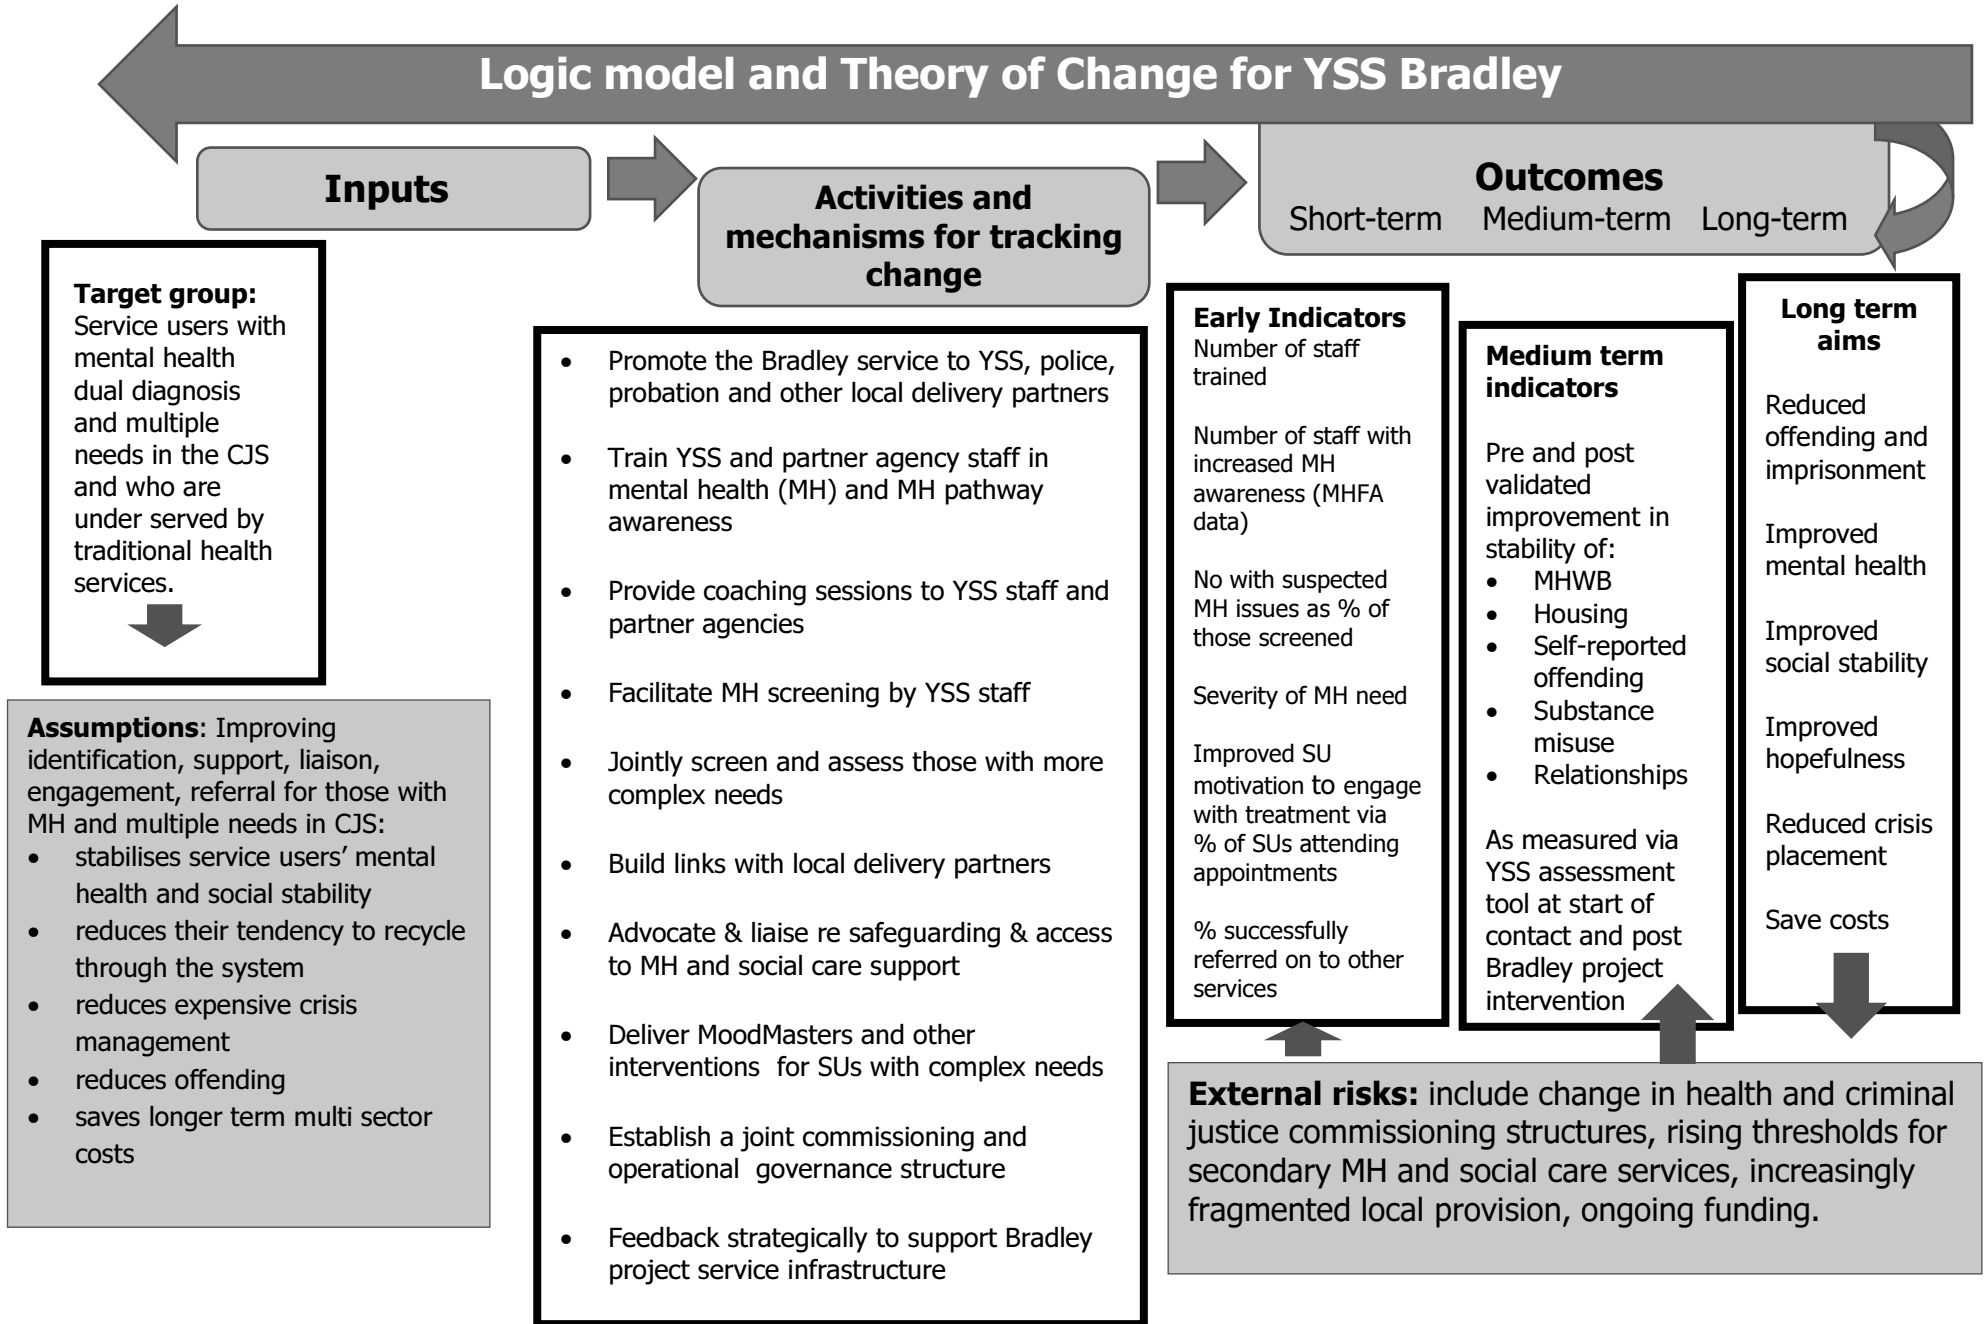 Logic model and Theory of Change for YSS Bradley
Inputs
Activities and
mechanisms for tracking
change
Outcomes
Short-term Medium-term Long-term
Target group:
Service users with
mental health
dual diagnosis
and multiple
needs in the CJS
and who are
under served by
traditional health
services.
Assumptions: Improving
identification, support, liaison,
engagement, referral for those with
MH and multiple needs in CJS:
• stabilises service users’ mental
health and social stability
• reduces their tendency to recycle
through the system
• reduces expensive crisis
management
• reduces offending
• saves longer term multi sector
costs
• Promote the Bradley service to YSS, police,
probation and other local delivery partners
• Train YSS and partner agency staff in
mental health (MH) and MH pathway
awareness
• Provide coaching sessions to YSS staff and
partner agencies
• Facilitate MH screening by YSS staff
• Jointly screen and assess those with more
complex needs
• Build links with local delivery partners
• Advocate & liaise re safeguarding & access
to MH and social care support
• Deliver MoodMasters and other
interventions for SUs with complex needs
• Establish a joint commissioning and
operational governance structure
• Feedback strategically to support Bradley
project service infrastructure
Early Indicators
Number of staff
trained
Number of staff with
increased MH
awareness (MHFA
data)
No with suspected
MH issues as % of
those screened
Severity of MH need
Improved SU
motivation to engage
with treatment via
% of SUs attending
appointments
% successfully
referred on to other
services
Medium term
indicators
Pre and post
validated
improvement in
stability of:
• MHWB
• Housing
• Self-reported
offending
• Substance
misuse
• Relationships
As measured via
YSS assessment
tool at start of
contact and post
Bradley project
intervention
Long term
aims
Reduced
offending and
imprisonment
Improved
mental health
Improved
social stability
Improved
hopefulness
Reduced crisis
placement
Save costs
External risks: include change in health and criminal
justice commissioning structures, rising thresholds for
secondary MH and social care services, increasingly
fragmented local provision, ongoing funding.